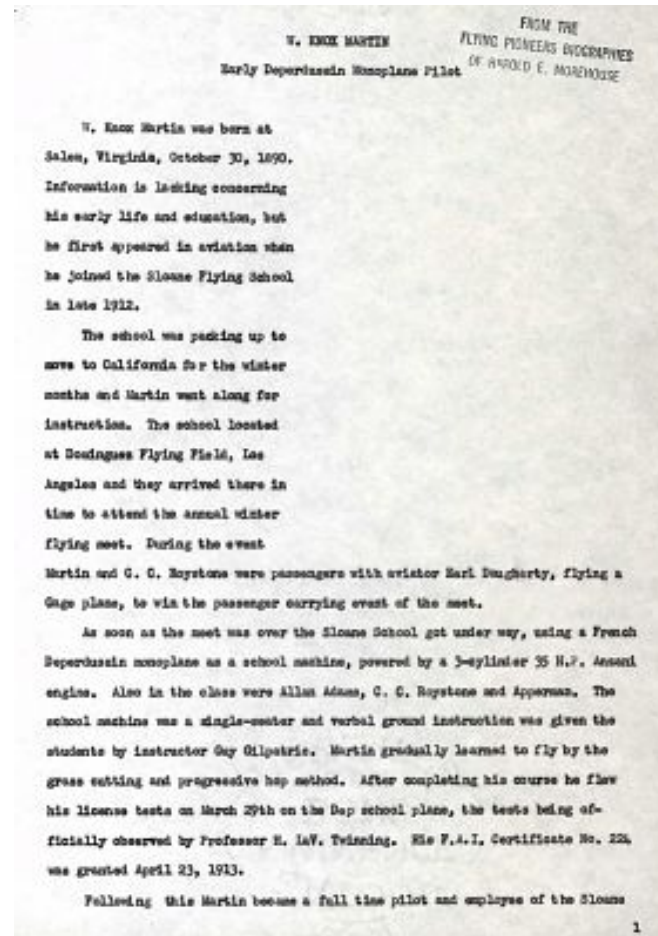 W. KNOX MARTIN
Early Deperdussin Monoplane Pilot
FROM THE
FLYING PIONEERS BIOGRAPHIES
OF HAROLD E. MOREHOUSE
W. Knox Martin was born at
Salem, Virginia, October 30, 1890.
Information is lacking concerning
his early life and education, but
he first appeared in aviation when
he joined the Sloane Flying School
in late 1912.
The school was packing up to
move to California for the winter
months and Martin went along for
instruction. The school located
at Dominguez Flying Field, Los
Angeles and they arrived there in
time to attend the annual winter
flying meet. During the event
Martin and C. C. Roystone were passengers with aviator Earl Daugherty, flying a
Gage plane, to win the passenger carrying event of the meet.
As soon as the meet was over the Sloane School got under way, using a French
Deperdussin monoplane as a school machine, powered by a 3-cylinder 35 H.P. Anzani
engine. Also in the class were Allan Adams, C. C. Roystone and Apperman. The
school machine was a single-seater and verbal ground instruction was given the
students by instructor Guy Gilpatric. Martin gradually learned to fly by the
grass cutting and progressive hop method. After completing his course he flew
his license tests on March 29th on the Dep school plane, the tests being of-
ficially observed by Professor H. LaV. Twinning. His F.A.I. Certificate No. 224
was granted April 23, 1913.
Following this Martin became a full time pilot and employee of the Sloane
1